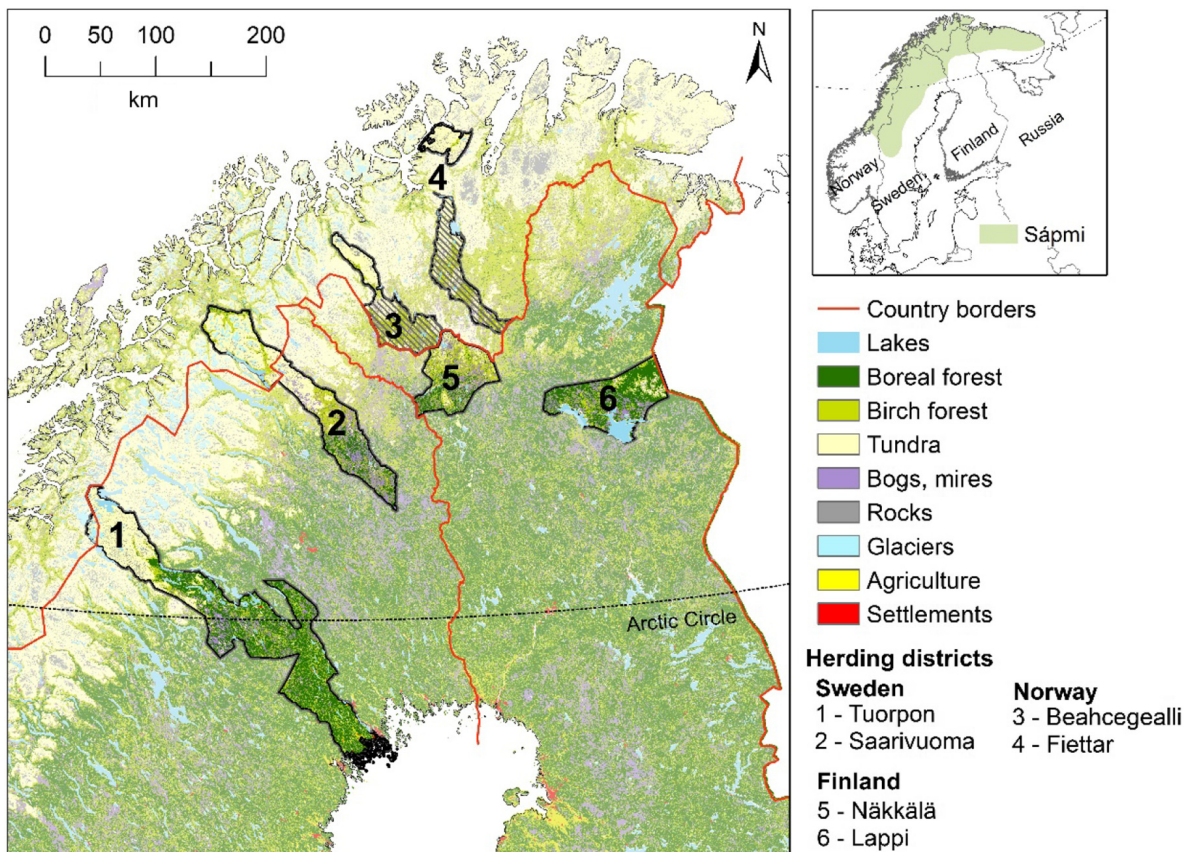 0 50 100 200
km
N
4
3
5
6
2
1
Arctic Circle
Norway
Sweden
Finland
Russia
Sápmi
Country borders
Lakes
Boreal forest
Birch forest
Tundra
Bogs, mires
Rocks
Glaciers
Agriculture
Settlements
Herding districts
Sweden
1 - Tuorpon
2 - Saarivuoma
Norway
3 - Beahcegealli
4 - Fiettar
Finland
5 - Näkkälä
6 - Lappi